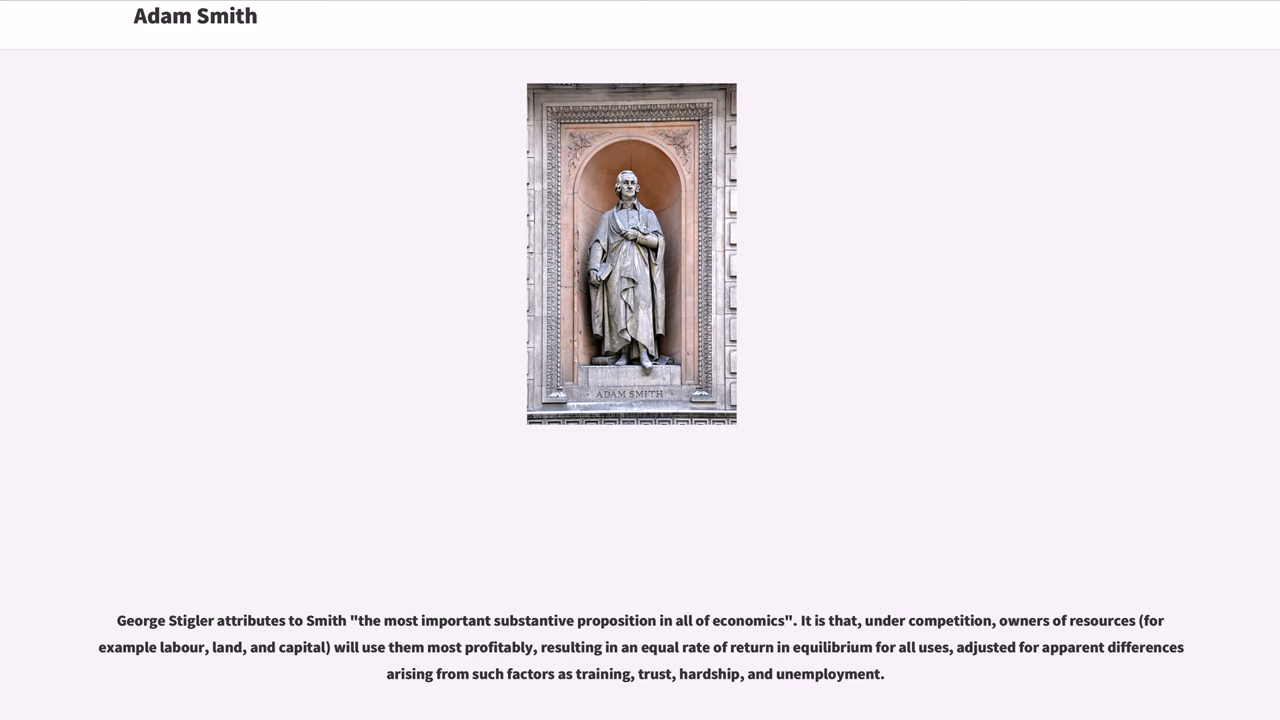 Adam Smith
· ADAM SMITH ·
George Stigler attributes to Smith "the most important substantive proposition in all of economics". It is that, under competition, owners of resources (for
example labour, land, and capital) will use them most profitably, resulting in an equal rate of return in equilibrium for all uses, adjusted for apparent differences
arising from such factors as training, trust, hardship, and unemployment.